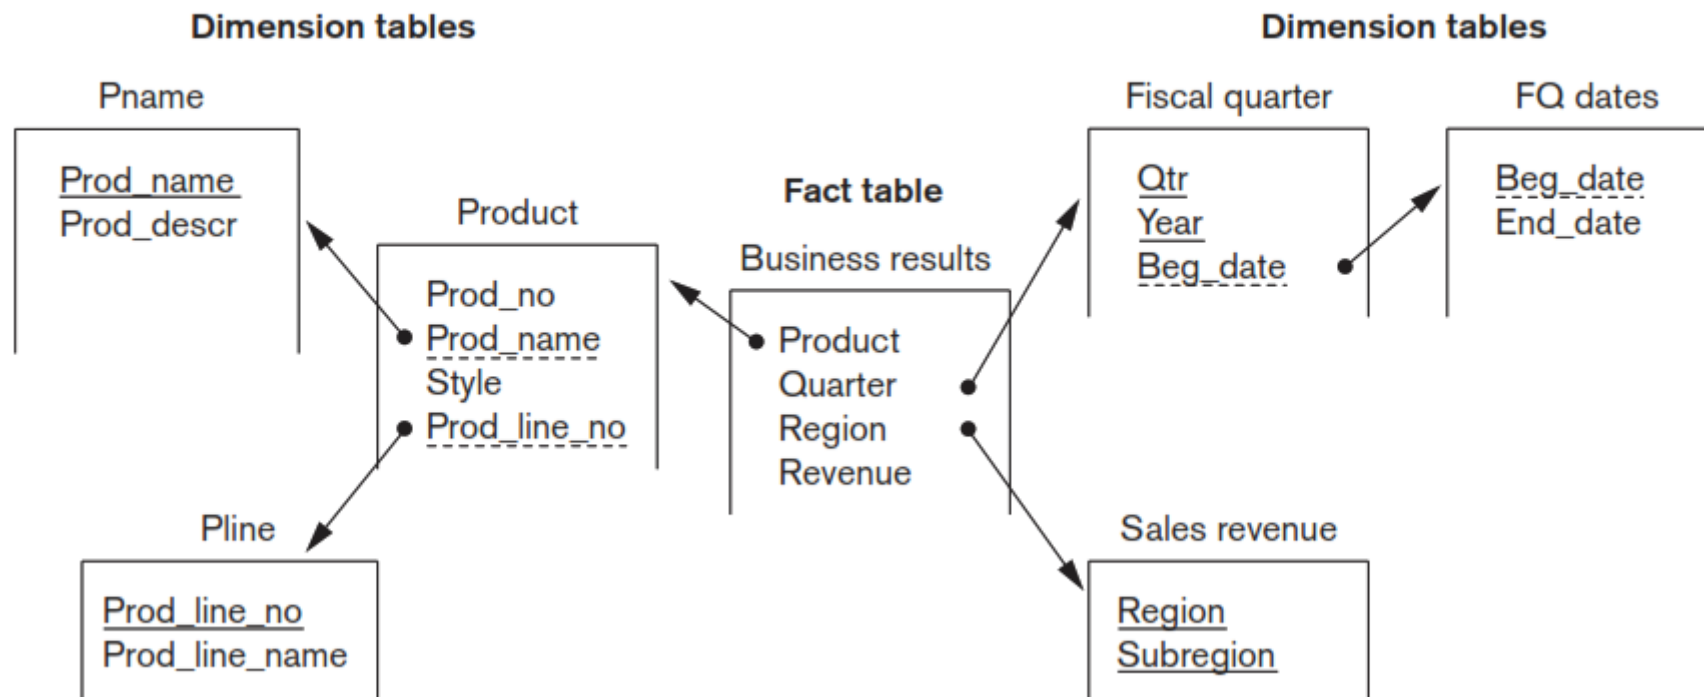 Dimension tables
Dimension tables
Pname
Prod_name
Prod_descr
Product
Prod_no
Prod_name
Style
Prod_line_no
Pline
Prod_line_no
Prod_line_name
Fact table
Business results
Product
Quarter
Region
Revenue
Fiscal quarter
Qtr
Year
Beg_date
FQ dates
Beg_date
End_date
Sales revenue
Region
Subregion